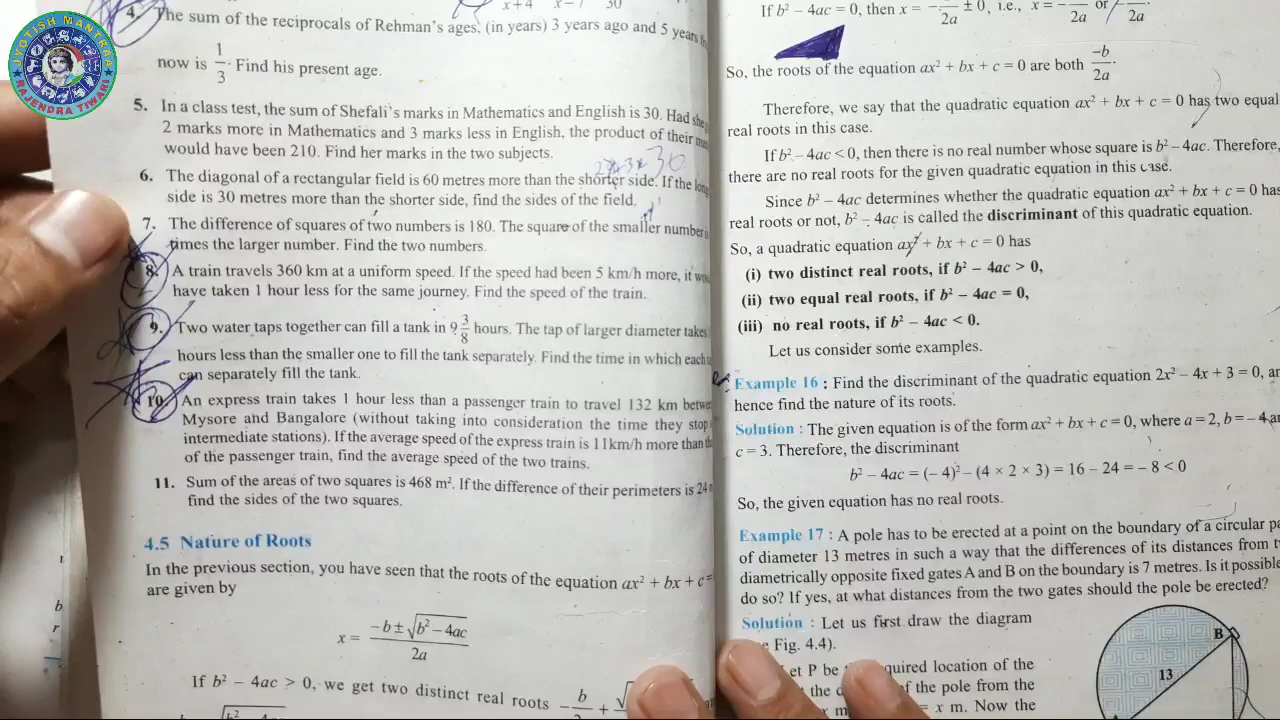 JYOTISH MANTRAA
RAJENDRA TIWARI
x+4 x−7 30
4. The sum of the reciprocals of Rehman's ages, (in years) 3 years ago and 5 years
now is 1/3. Find his present age.
5. In a class test, the sum of Shefali's marks in Mathematics and English is 30. Had she
2 marks more in Mathematics and 3 marks less in English, the product of their
would have been 210. Find her marks in the two subjects.
6. The diagonal of a rectangular field is 60 metres more than the shorter side. If the
side is 30 metres more than the shorter side, find the sides of the field.
7. The difference of squares of two numbers is 180. The square of the smaller number
times the larger number. Find the two numbers.
8. A train travels 360 km at a uniform speed. If the speed had been 5 km/h more, it
have taken 1 hour less for the same journey. Find the speed of the train.
9. Two water taps together can fill a tank in 9 3/8 hours. The tap of larger diameter takes
hours less than the smaller one to fill the tank separately. Find the time in which each
can separately fill the tank.
10. An express train takes 1 hour less than a passenger train to travel 132 km
Mysore and Bangalore (without taking into consideration the time they stop
intermediate stations). If the average speed of the express train is 11km/h more than
of the passenger train, find the average speed of the two trains.
11. Sum of the areas of two squares is 468 m². If the difference of their perimeters is 24
find the sides of the two squares.
4.5 Nature of Roots
In the previous section, you have seen that the roots of the equation ax² + bx + c =
are given by
x = (−b ± √(b² − 4ac)) / 2a
If b² − 4ac > 0, we get two distinct real roots −b/ + √
If b² − 4ac = 0, then x = − /2a ± 0, i.e., x = − /2a or /2a.
So, the roots of the equation ax² + bx + c = 0 are both −b/2a.
Therefore, we say that the quadratic equation ax² + bx + c = 0 has two equal
real roots in this case.
If b² − 4ac < 0, then there is no real number whose square is b² − 4ac. Therefore,
there are no real roots for the given quadratic equation in this case.
Since b² − 4ac determines whether the quadratic equation ax² + bx + c = 0 has
real roots or not, b² − 4ac is called the discriminant of this quadratic equation.
So, a quadratic equation ax² + bx + c = 0 has
(i) two distinct real roots, if b² − 4ac > 0,
(ii) two equal real roots, if b² − 4ac = 0,
(iii) no real roots, if b² − 4ac < 0.
Let us consider some examples.
Example 16 : Find the discriminant of the quadratic equation 2x² − 4x + 3 = 0,
hence find the nature of its roots.
Solution : The given equation is of the form ax² + bx + c = 0, where a = 2, b = − 4
c = 3. Therefore, the discriminant
b² − 4ac = (− 4)² − (4 × 2 × 3) = 16 − 24 = − 8 < 0
So, the given equation has no real roots.
Example 17 : A pole has to be erected at a point on the boundary of a circular
of diameter 13 metres in such a way that the differences of its distances from
diametrically opposite fixed gates A and B on the boundary is 7 metres. Is it possible
do so? If yes, at what distances from the two gates should the pole be erected?
Solution : Let us first draw the diagram
Fig. 4.4).
P be location of the
the of the pole from the
x m. Now the
B
13